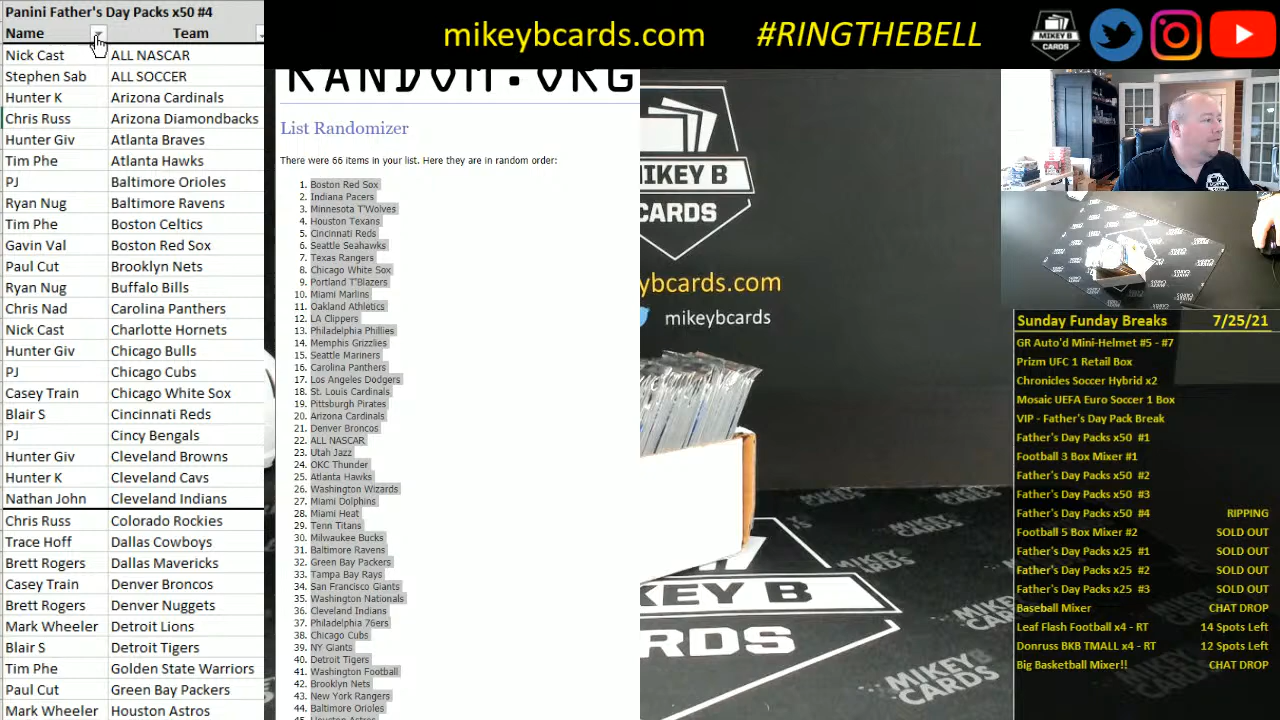 Panini Father's Day Packs x50 #4
Name Team
Nick Cast ALL NASCAR
Stephen Sab ALL SOCCER
Hunter K Arizona Cardinals
Chris Russ Arizona Diamondbacks
Hunter Giv Atlanta Braves
Tim Phe Atlanta Hawks
PJ Baltimore Orioles
Ryan Nug Baltimore Ravens
Tim Phe Boston Celtics
Gavin Val Boston Red Sox
Paul Cut Brooklyn Nets
Ryan Nug Buffalo Bills
Chris Nad Carolina Panthers
Nick Cast Charlotte Hornets
Hunter Giv Chicago Bulls
PJ Chicago Cubs
Casey Train Chicago White Sox
Blair S Cincinnati Reds
PJ Cincy Bengals
Hunter Giv Cleveland Browns
Hunter K Cleveland Cavs
Nathan John Cleveland Indians
Chris Russ Colorado Rockies
Trace Hoff Dallas Cowboys
Brett Rogers Dallas Mavericks
Casey Train Denver Broncos
Brett Rogers Denver Nuggets
Mark Wheeler Detroit Lions
Blair S Detroit Tigers
Tim Phe Golden State Warriors
Paul Cut Green Bay Packers
Mark Wheeler Houston Astros
RANDOM.ORG
List Randomizer
There were 66 items in your list. Here they are in random order:
1. Boston Red Sox
2. Indiana Pacers
3. Minnesota T'Wolves
4. Houston Texans
5. Cincinnati Reds
6. Seattle Seahawks
7. Texas Rangers
8. Chicago White Sox
9. Portland T'Blazers
10. Miami Marlins
11. Oakland Athletics
12. LA Clippers
13. Philadelphia Phillies
14. Memphis Grizzlies
15. Seattle Mariners
16. Carolina Panthers
17. Los Angeles Dodgers
18. St. Louis Cardinals
19. Pittsburgh Pirates
20. Arizona Cardinals
21. Denver Broncos
22. ALL NASCAR
23. Utah Jazz
24. OKC Thunder
25. Atlanta Hawks
26. Washington Wizards
27. Miami Dolphins
28. Miami Heat
29. Tenn Titans
30. Milwaukee Bucks
31. Baltimore Ravens
32. Green Bay Packers
33. Tampa Bay Rays
34. San Francisco Giants
35. Washington Nationals
36. Cleveland Indians
37. Philadelphia 76ers
38. Chicago Cubs
39. NY Giants
40. Detroit Tigers
41. Washington Football
42. Brooklyn Nets
43. New York Rangers
44. Baltimore Orioles
45. Houston Astros
mikeybcards.com #RINGTHEBELL
MIKEY B
CARDS
IKEY B
CARDS
ybcards.com
mikeybcards
KEY B
RDS
MIKEY
CARDS
Sunday Funday Breaks 7/25/21
GR Auto'd Mini-Helmet #5 - #7
Prizm UFC 1 Retail Box
Chronicles Soccer Hybrid x2
Mosaic UEFA Euro Soccer 1 Box
VIP - Father's Day Pack Break
Father's Day Packs x50 #1
Football 3 Box Mixer #1
Father's Day Packs x50 #2
Father's Day Packs x50 #3
Father's Day Packs x50 #4 RIPPING
Football 5 Box Mixer #2 SOLD OUT
Father's Day Packs x25 #1 SOLD OUT
Father's Day Packs x25 #2 SOLD OUT
Father's Day Packs x25 #3 SOLD OUT
Baseball Mixer CHAT DROP
Leaf Flash Football x4 - RT 14 Spots Left
Donruss BKB TMALL x4 - RT 12 Spots Left
Big Basketball Mixer!! CHAT DROP